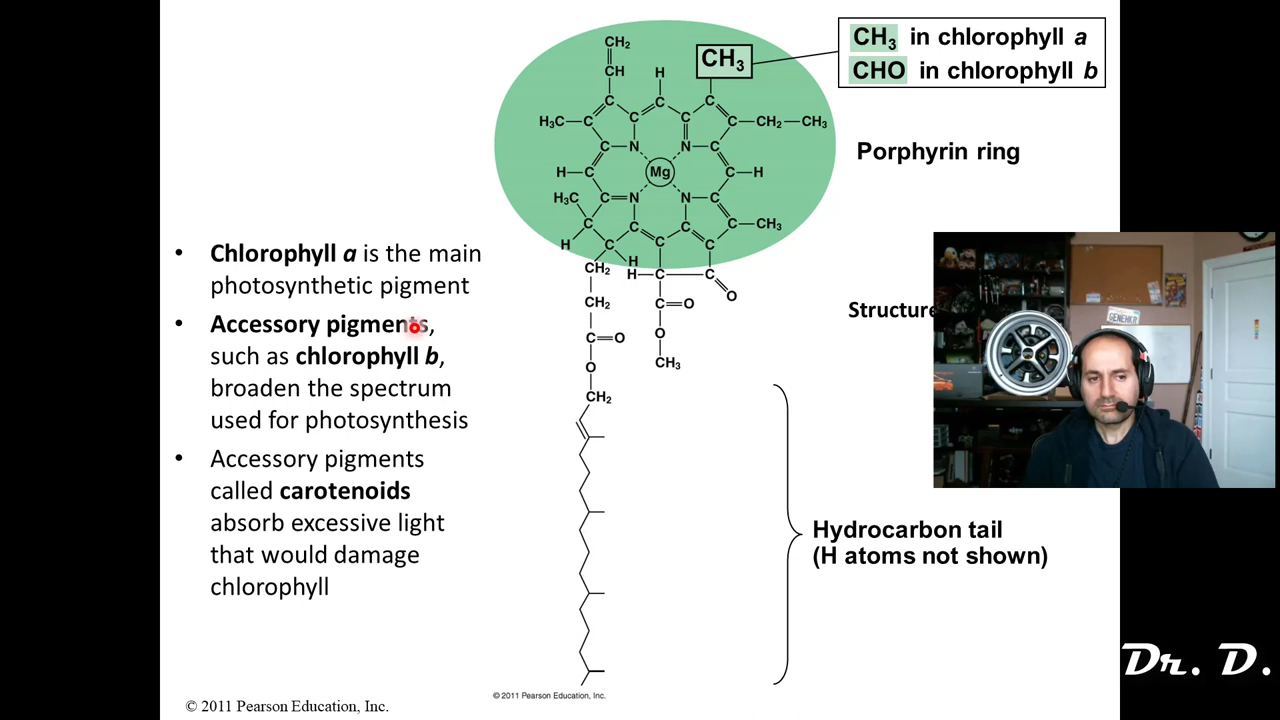 CH₃ in chlorophyll a
CHO in chlorophyll b
Porphyrin ring
Structure
• Chlorophyll a is the main
photosynthetic pigment
• Accessory pigments,
such as chlorophyll b,
broaden the spectrum
used for photosynthesis
• Accessory pigments
called carotenoids
absorb excessive light
that would damage
chlorophyll
CH₂
CH
H
CH₃
C
C
C
H₃C
C
C
C
C
CH₂
CH₃
C
N
N
C
H
C
Mg
C
H
H₃C
C
N
N
C
C
C
C
C
CH₃
H
C
C
C
H
CH₂
H
C
C
O
CH₂
C
O
C
O
O
O
CH₃
CH₂
Hydrocarbon tail
(H atoms not shown)
GENEHKR
Dr. D.
© 2011 Pearson Education, Inc.
© 2011 Pearson Education, Inc.